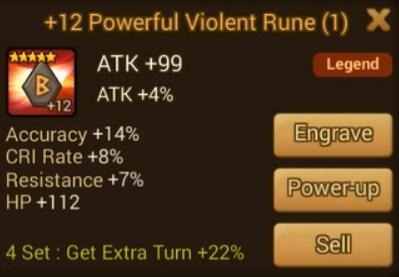 +12 Powerful Violent Rune (1)
+12
ATK +99
Legend
ATK +4%
Accuracy +14%
CRI Rate +8%
Resistance +7%
HP +112
4 Set : Get Extra Turn +22%
Engrave
Power-up
Sell